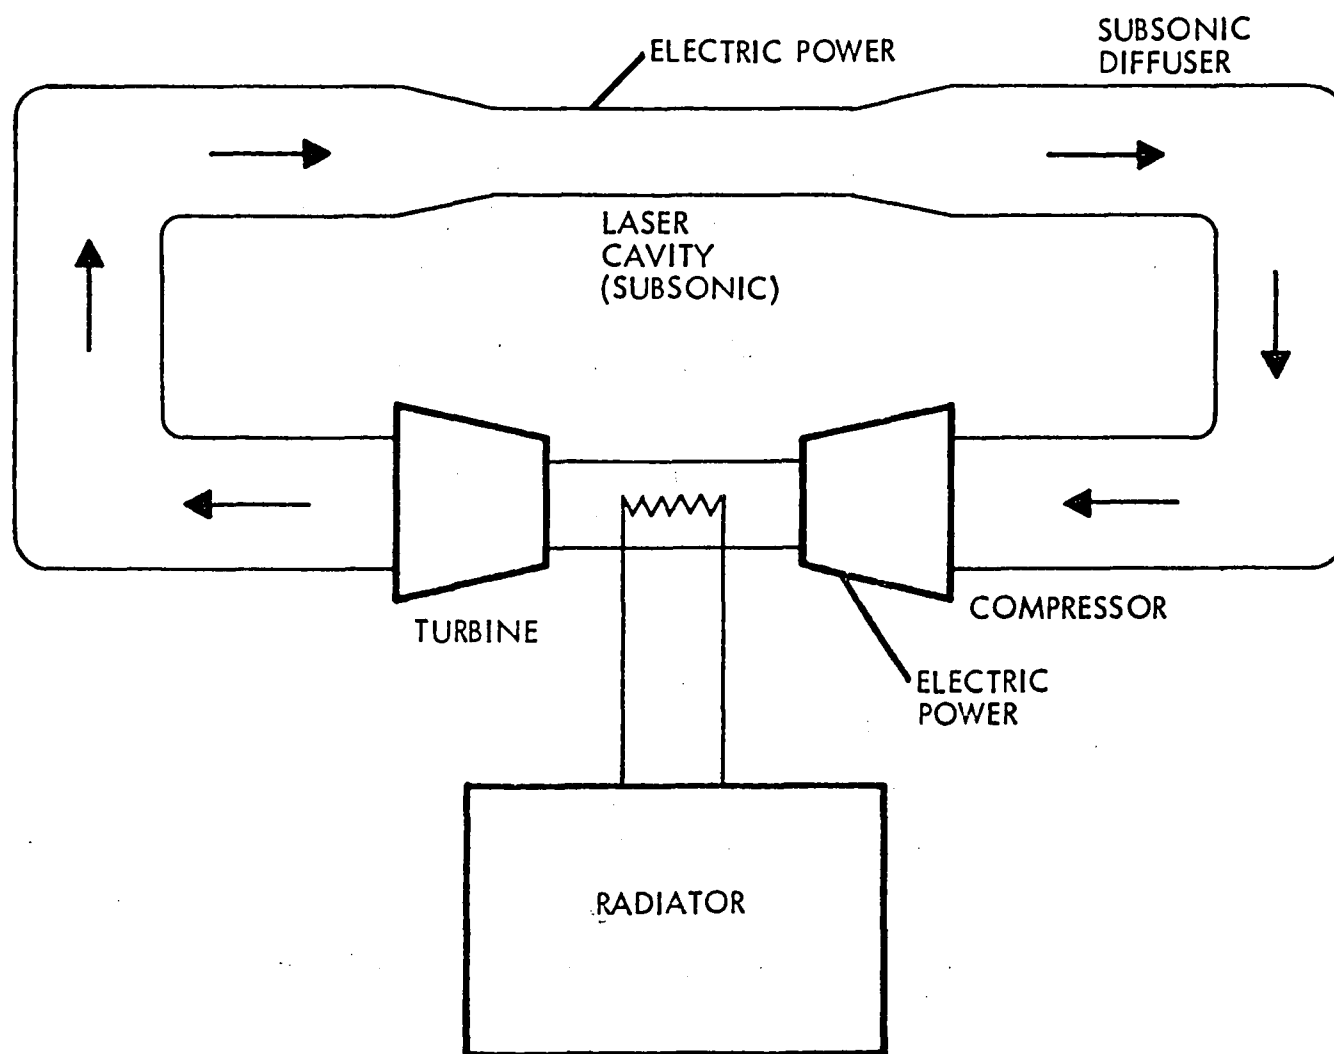 ELECTRIC POWER
SUBSONIC
DIFFUSER
LASER
CAVITY
(SUBSONIC)
TURBINE
COMPRESSOR
ELECTRIC
POWER
RADIATOR